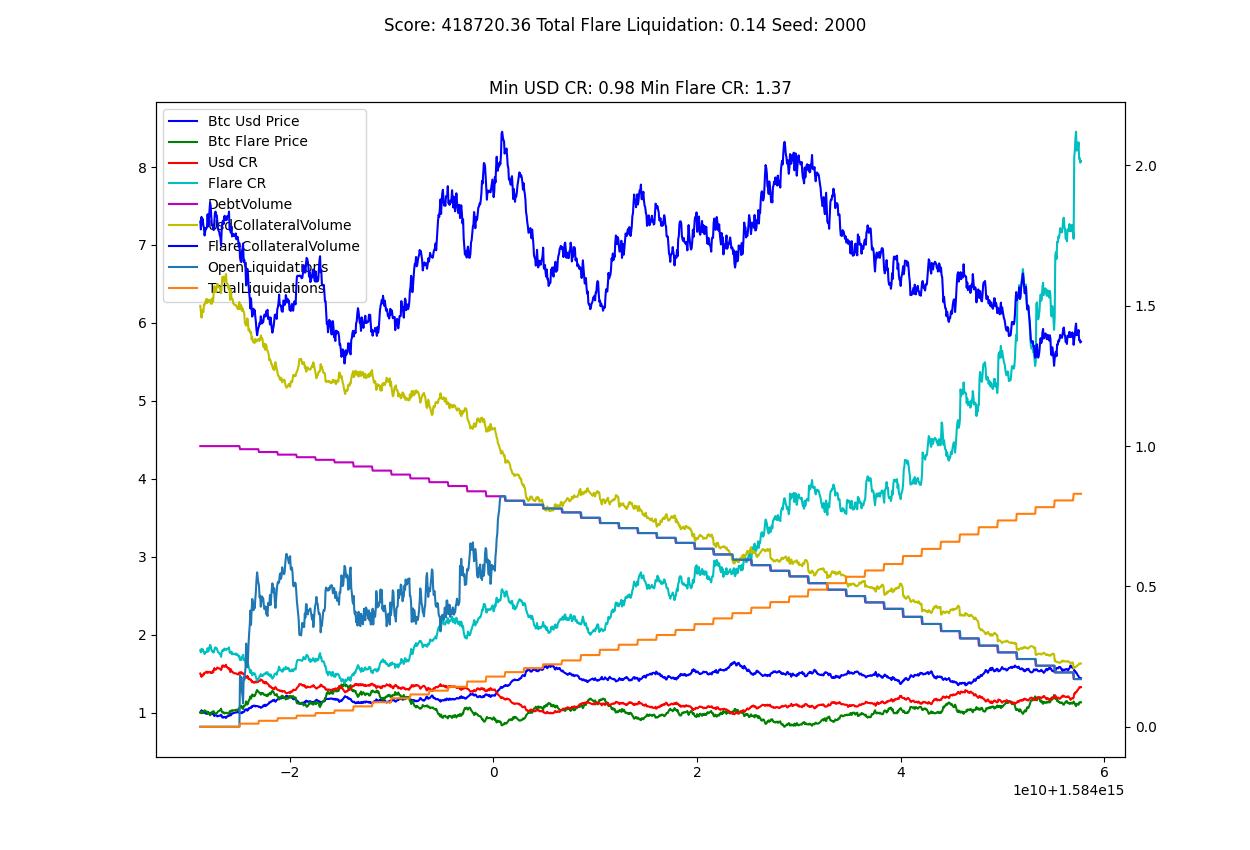 Score: 418720.36 Total Flare Liquidation: 0.14 Seed: 2000
Min USD CR: 0.98 Min Flare CR: 1.37
Btc Usd Price
Btc Flare Price
Usd CR
Flare CR
DebtVolume
UsdCollateralVolume
FlareCollateralVolume
OpenLiquidations
TotalLiquidations
8
7
6
5
4
3
2
1
2.0
1.5
1.0
0.5
0.0
−2
0
2
4
6
1e10+1.584e15